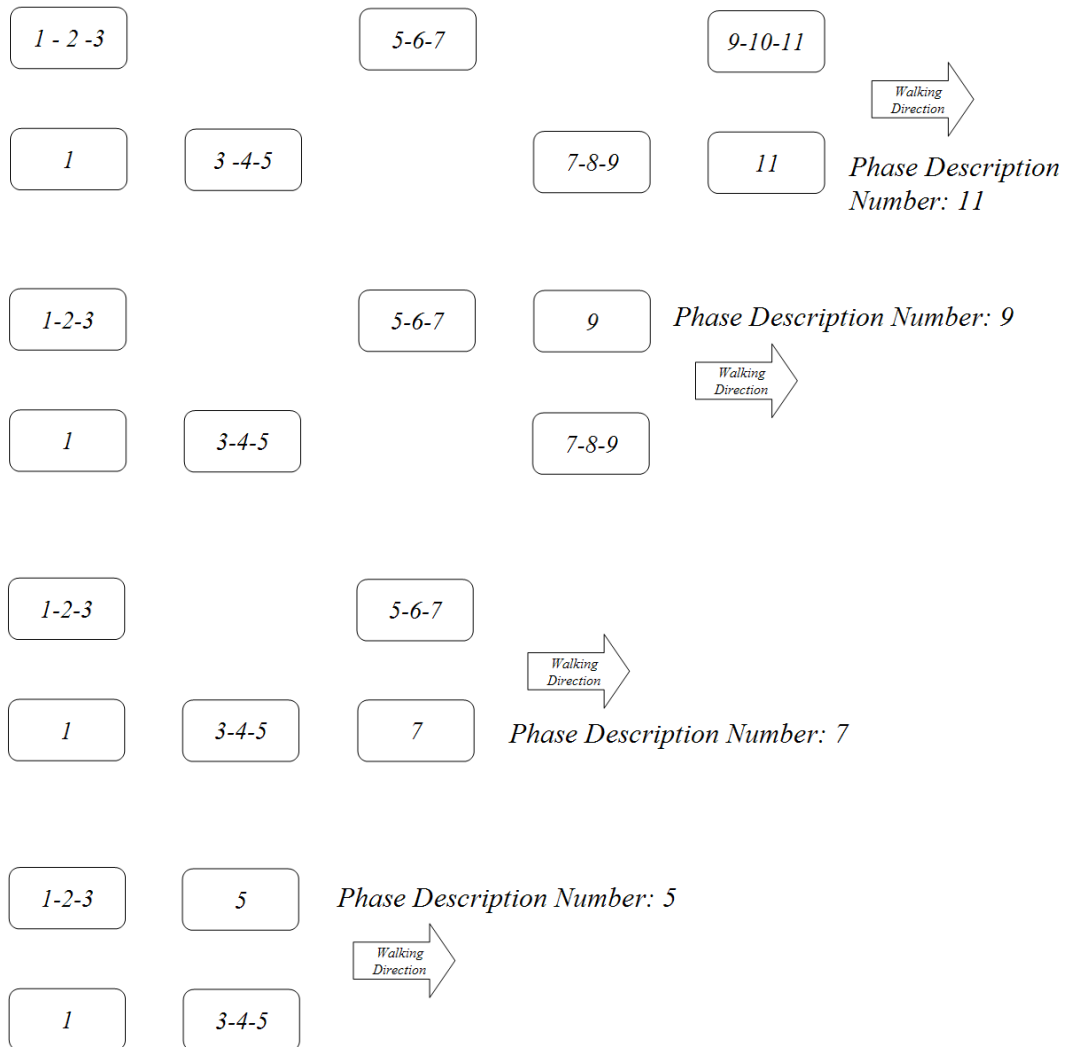 1 - 2 -3
5-6-7
9-10-11
Walking
Direction
1
3 -4-5
7-8-9
11
Phase Description
Number: 11
1-2-3
5-6-7
9
Phase Description Number: 9
Walking
Direction
1
3-4-5
7-8-9
1-2-3
5-6-7
Walking
Direction
1
3-4-5
7
Phase Description Number: 7
1-2-3
5
Phase Description Number: 5
Walking
Direction
1
3-4-5